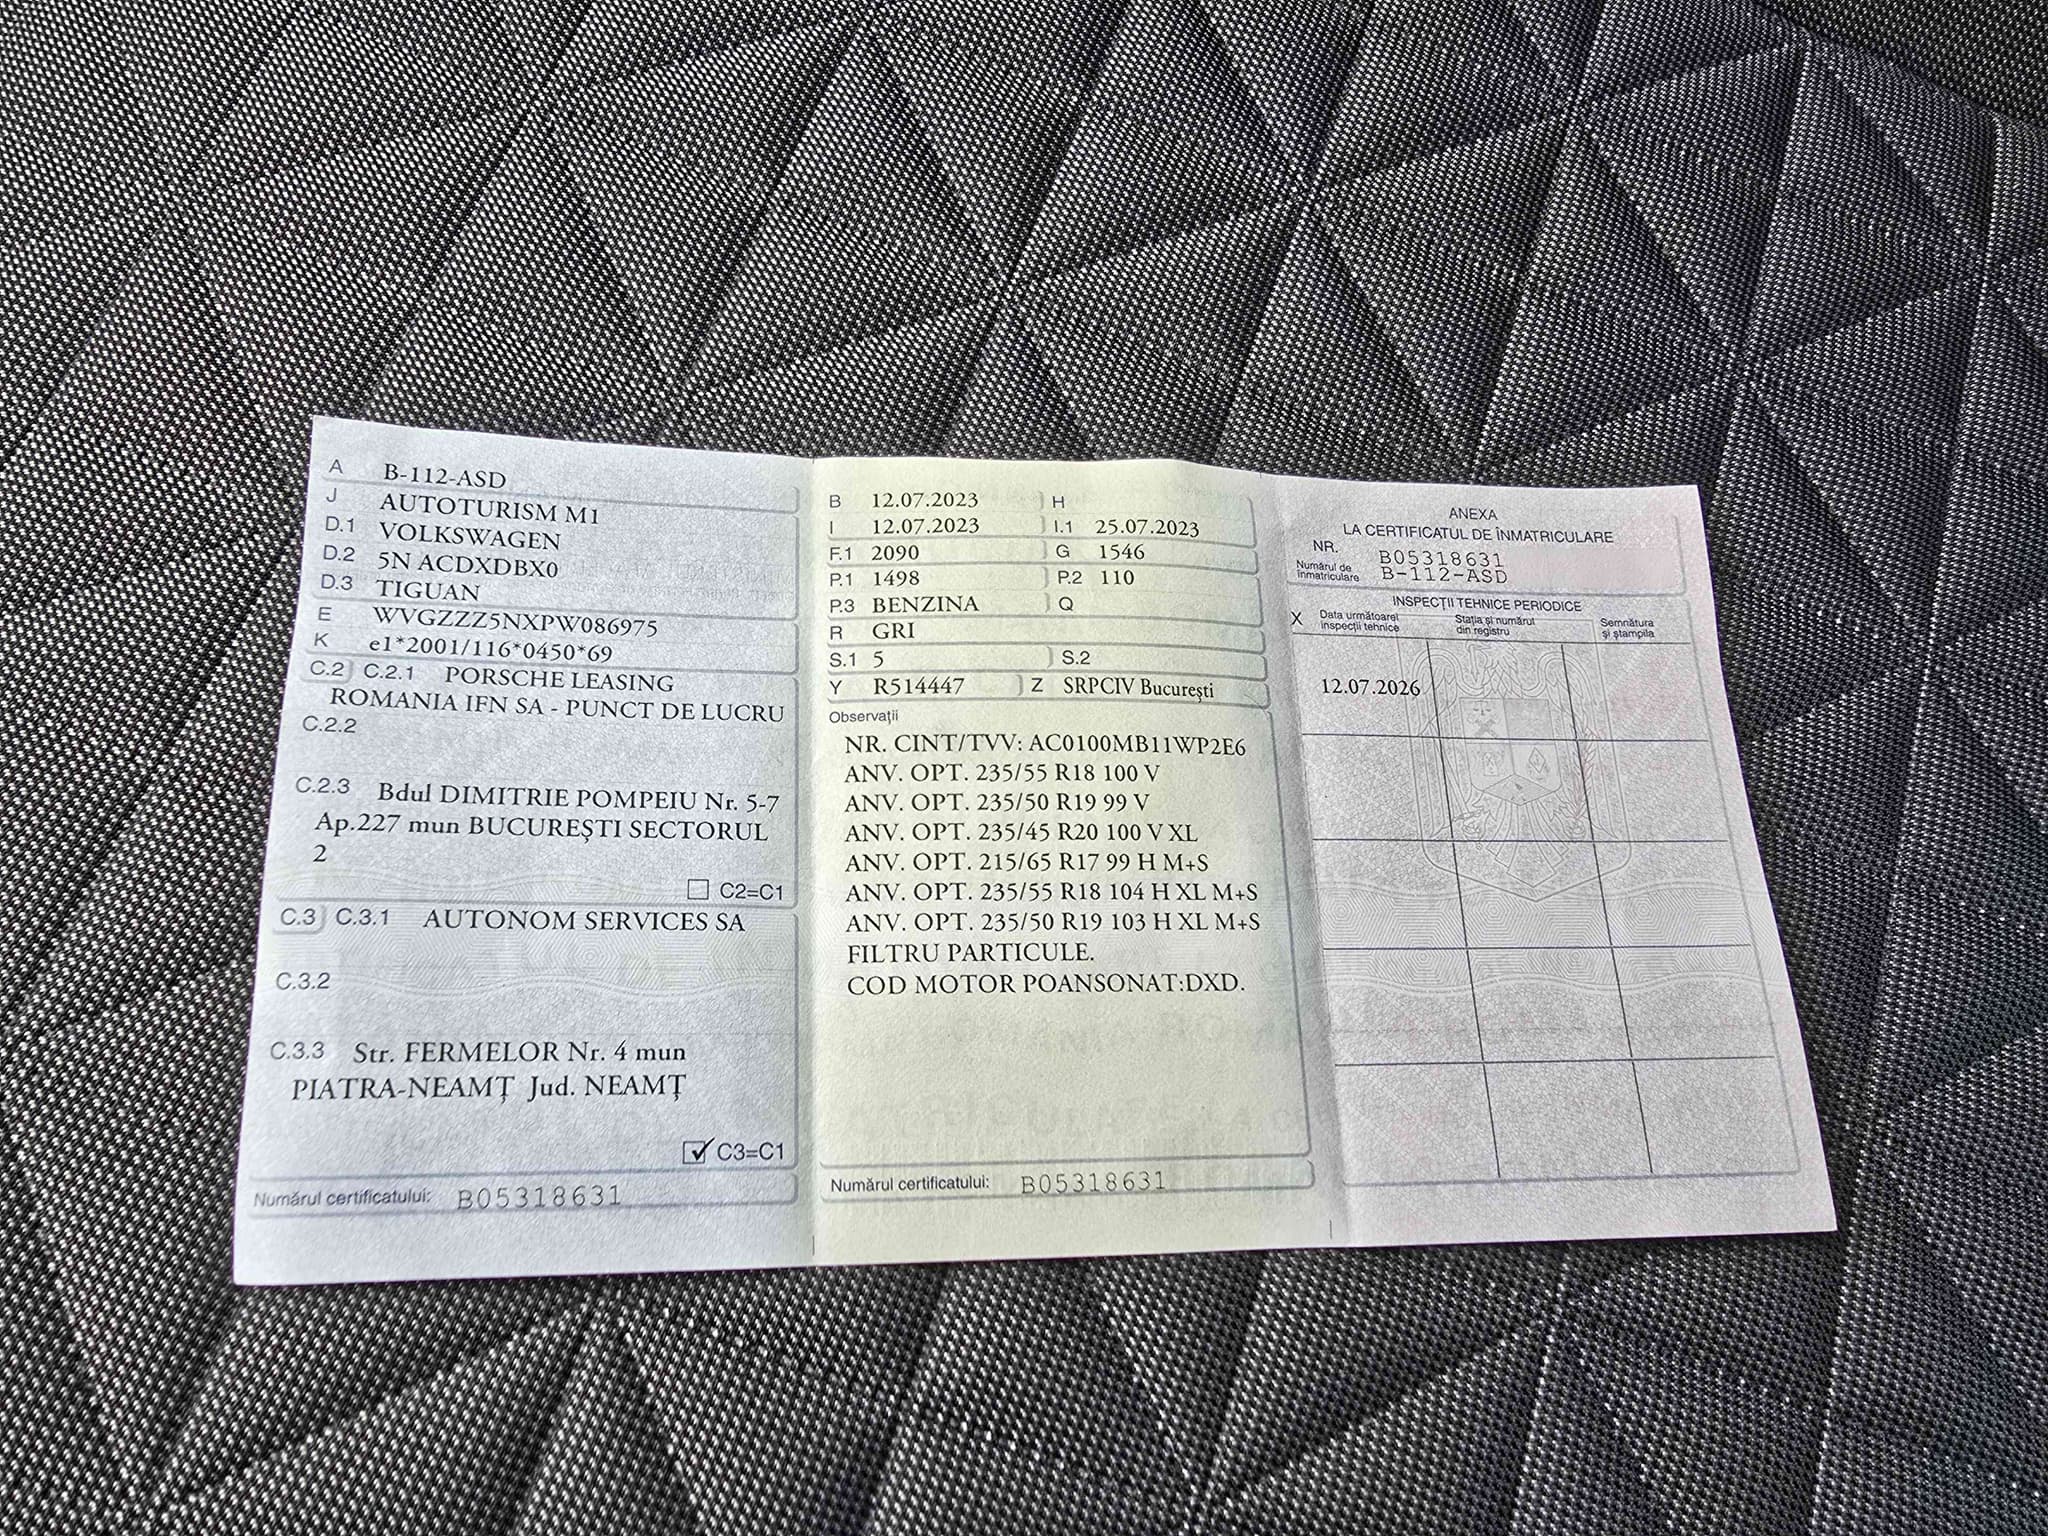 A B-112-ASD
J AUTOTURISM M1
D.1 VOLKSWAGEN
D.2 5N ACDXDBX0
D.3 TIGUAN
E WVGZZZ5NXPW086975
K e1*2001/116*0450*69
C.2 C.2.1 PORSCHE LEASING
ROMANIA IFN SA - PUNCT DE LUCRU
C.2.2
C.2.3 Bdul DIMITRIE POMPEIU Nr. 5-7
Ap.227 mun BUCUREȘTI SECTORUL
2
C2=C1
C.3 C.3.1 AUTONOM SERVICES SA
C.3.2
C.3.3 Str. FERMELOR Nr. 4 mun
PIATRA-NEAMȚ Jud. NEAMȚ
C3=C1
Numărul certificatului: B05318631
B 12.07.2023 H
I 12.07.2023 I.1 25.07.2023
F.1 2090 G 1546
P.1 1498 P.2 110
P.3 BENZINA Q
R GRI
S.1 5 S.2
Y R514447 Z SRPCIV București
Observații
NR. CINT/TVV: AC0100MB11WP2E6
ANV. OPT. 235/55 R18 100 V
ANV. OPT. 235/50 R19 99 V
ANV. OPT. 235/45 R20 100 V XL
ANV. OPT. 215/65 R17 99 H M+S
ANV. OPT. 235/55 R18 104 H XL M+S
ANV. OPT. 235/50 R19 103 H XL M+S
FILTRU PARTICULE.
COD MOTOR POANSONAT:DXD.
Numărul certificatului: B05318631
ANEXA
LA CERTIFICATUL DE ÎNMATRICULARE
NR. B05318631
Numărul de înmatriculare B-112-ASD
INSPECȚII TEHNICE PERIODICE
X Data următoarei inspecții tehnice Stația și numărul din registru Semnătura și ștampila
12.07.2026